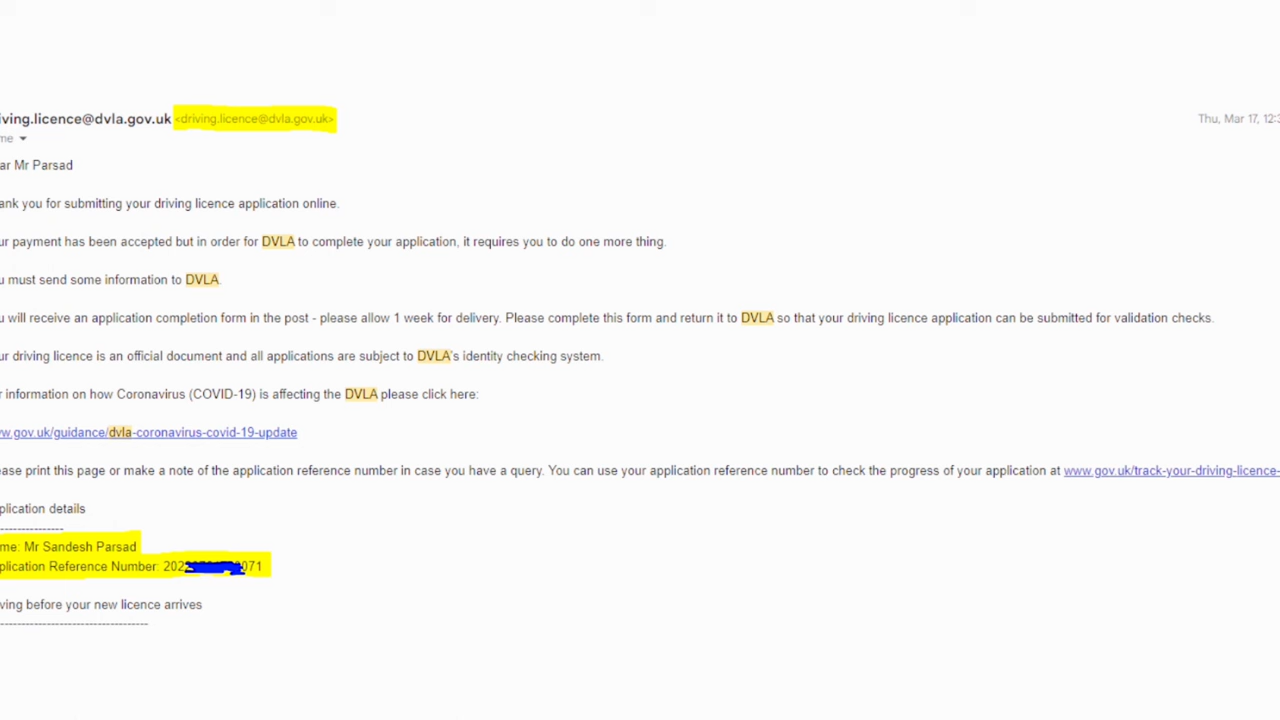 iving.licence@dvla.gov.uk <driving.licence@dvla.gov.uk> Thu, Mar 17, 12:3
me
ar Mr Parsad
ank you for submitting your driving licence application online.
ur payment has been accepted but in order for DVLA to complete your application, it requires you to do one more thing.
u must send some information to DVLA.
u will receive an application completion form in the post - please allow 1 week for delivery. Please complete this form and return it to DVLA so that your driving licence application can be submitted for validation checks.
ur driving licence is an official document and all applications are subject to DVLA's identity checking system.
r information on how Coronavirus (COVID-19) is affecting the DVLA please click here:
w.gov.uk/guidance/dvla-coronavirus-covid-19-update
ease print this page or make a note of the application reference number in case you have a query. You can use your application reference number to check the progress of your application at www.gov.uk/track-your-driving-licence-
plication details
----------------
me: Mr Sandesh Parsad
plication Reference Number: 202 071
ving before your new licence arrives
------------------------------------